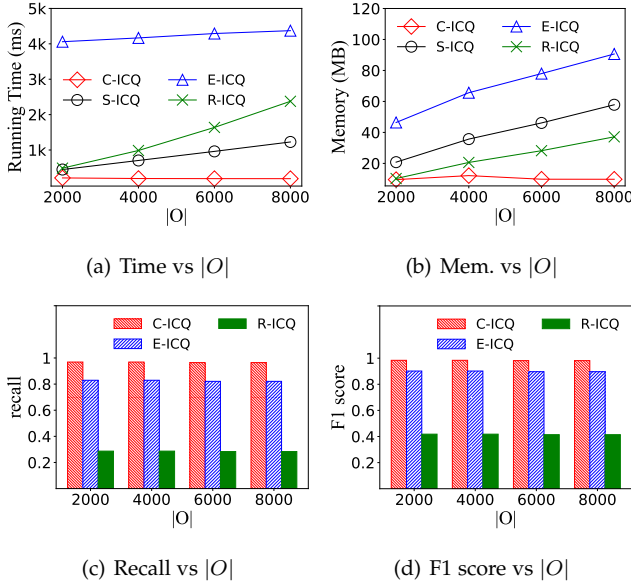 5k
4k
3k
2k
1k
Running Time (ms)
C-ICQ
S-ICQ
E-ICQ
R-ICQ
2000 4000 6000 8000
|O|
(a) Time vs |O|
120
100
80
60
40
20
Memory (MB)
C-ICQ
S-ICQ
E-ICQ
R-ICQ
2000 4000 6000 8000
|O|
(b) Mem. vs |O|
1
0.8
0.6
0.4
0.2
recall
C-ICQ
E-ICQ
R-ICQ
2000 4000 6000 8000
|O|
(c) Recall vs |O|
1
0.8
0.6
0.4
0.2
F1 score
C-ICQ
E-ICQ
R-ICQ
2000 4000 6000 8000
|O|
(d) F1 score vs |O|